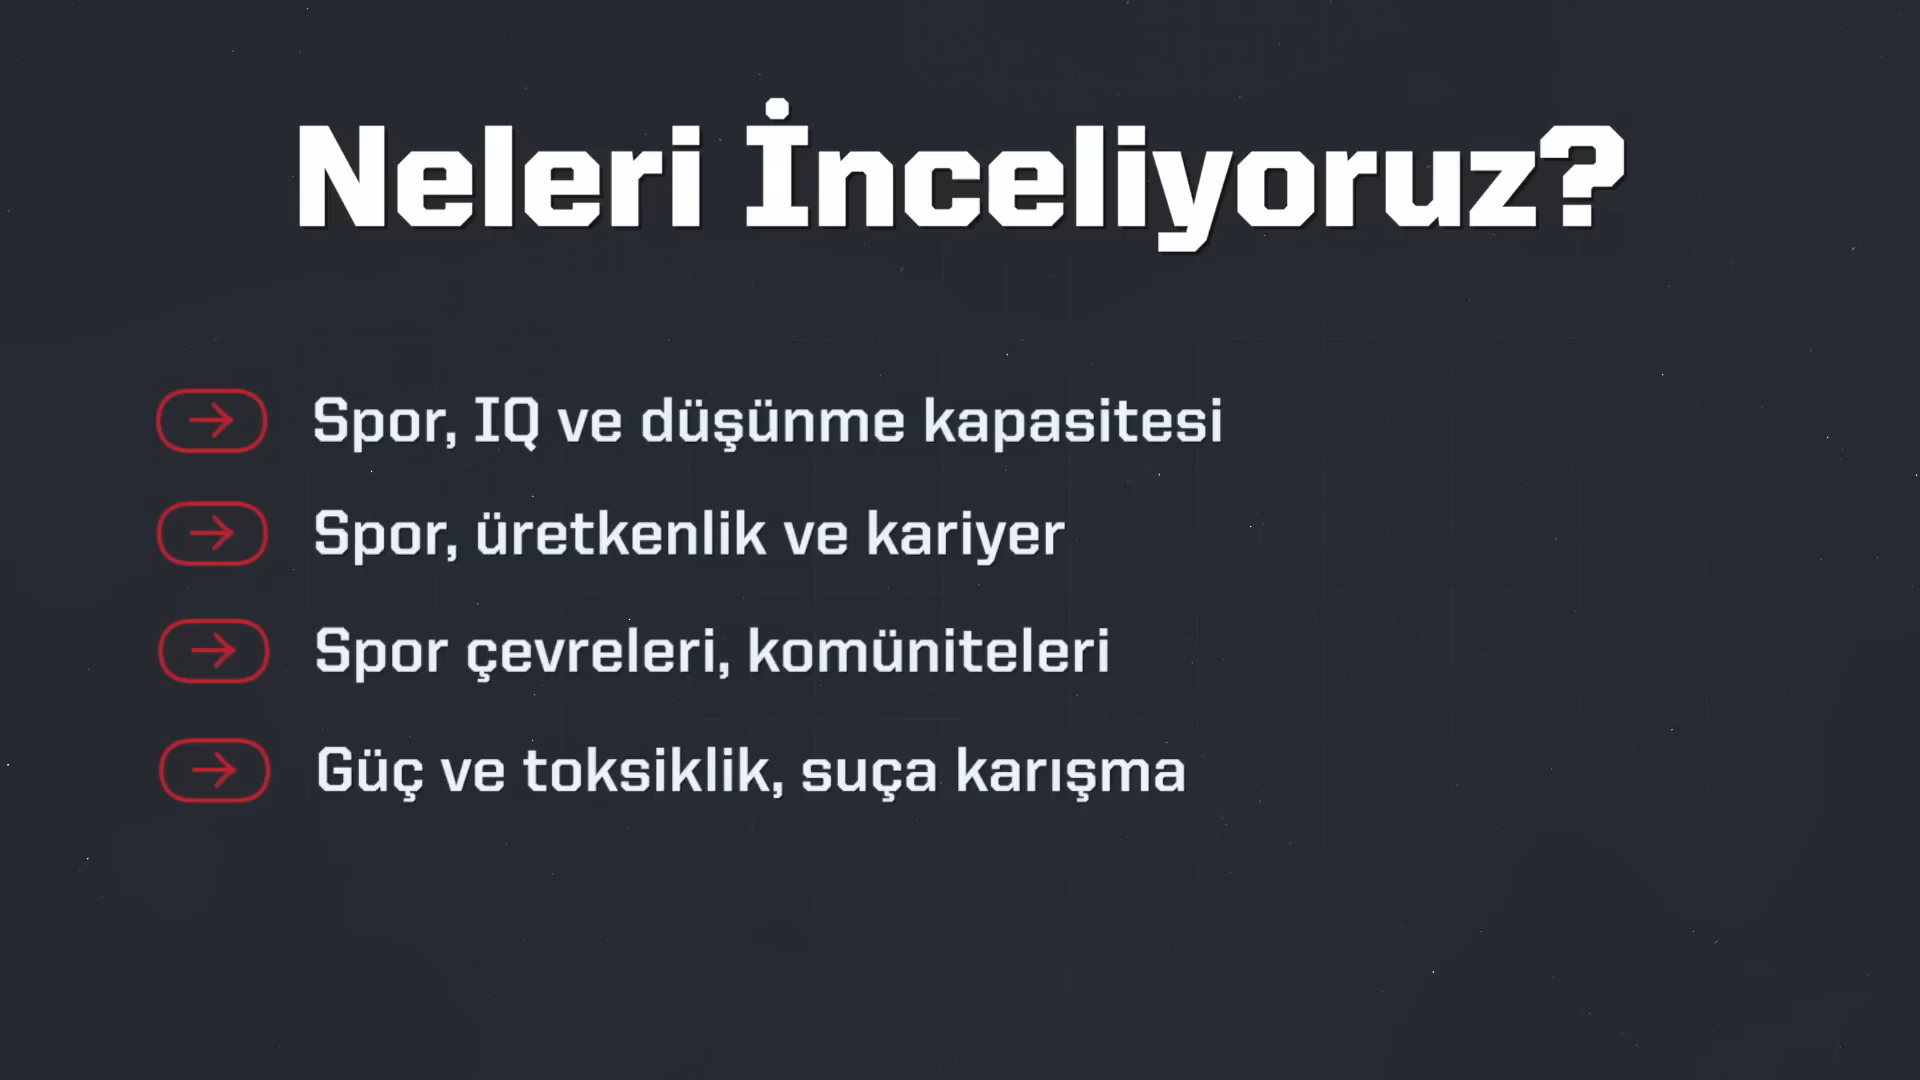 Neleri İnceliyoruz?
Spor, IQ ve düşünme kapasitesi
Spor, üretkenlik ve kariyer
Spor çevreleri, komüniteleri
Güç ve toksiklik, suça karışma